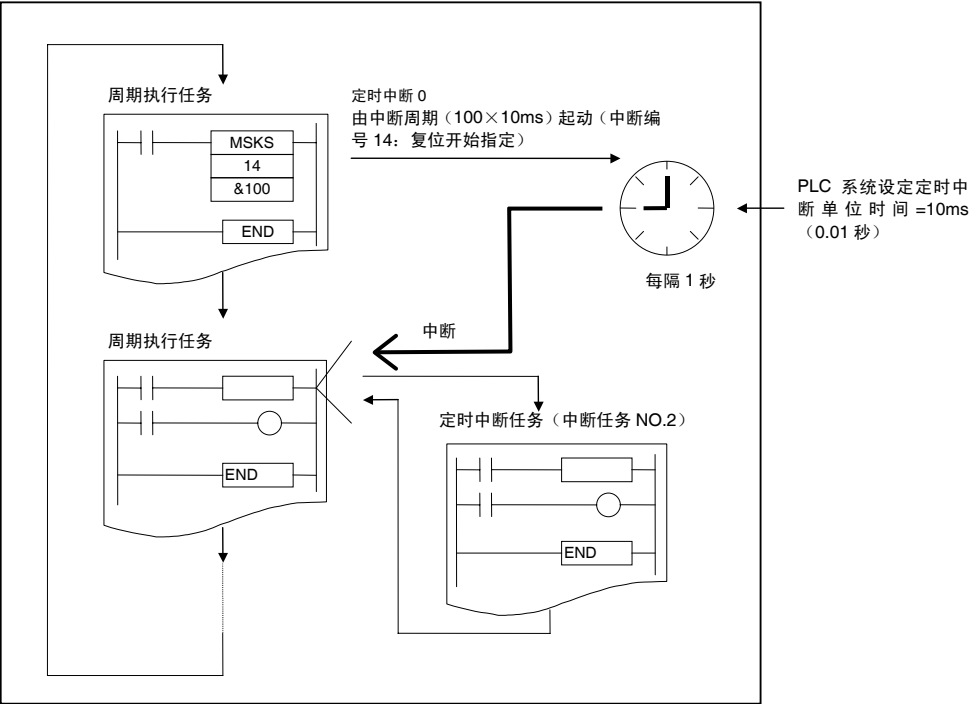 周期执行任务
定时中断 0
由中断周期（100×10ms）起动（中断编
号 14：复位开始指定）
MSKS
14
&100
END
PLC 系统设定定时中
断单位时间=10ms
（0.01 秒）
每隔 1 秒
周期执行任务
中断
END
定时中断任务（中断任务 NO.2）
END